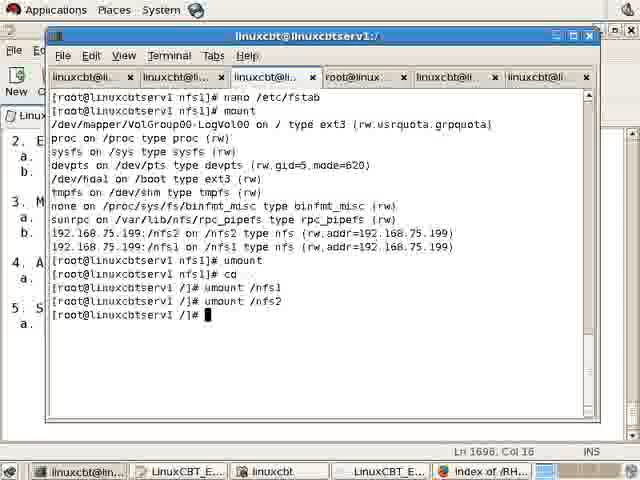 Applications Places System
linuxcbt@linuxcbtserv1:/
File Edit View Terminal Tabs Help
linuxcbt@li... linuxcbt@li... linuxcbt@li... root@linux... linuxcbt@li... linuxcbt@li...
[root@linuxcbtserv1 nfs1]# nano /etc/fstab
[root@linuxcbtserv1 nfs1]# mount
/dev/mapper/VolGroup00-LogVol00 on / type ext3 (rw,usrquota,grpquota)
proc on /proc type proc (rw)
sysfs on /sys type sysfs (rw)
devpts on /dev/pts type devpts (rw,gid=5,mode=620)
/dev/hda1 on /boot type ext3 (rw)
tmpfs on /dev/shm type tmpfs (rw)
none on /proc/sys/fs/binfmt_misc type binfmt_misc (rw)
sunrpc on /var/lib/nfs/rpc_pipefs type rpc_pipefs (rw)
192.168.75.199:/nfs2 on /nfs2 type nfs (rw,addr=192.168.75.199)
192.168.75.199:/nfs1 on /nfs1 type nfs (rw,addr=192.168.75.199)
[root@linuxcbtserv1 nfs1]# umount
[root@linuxcbtserv1 nfs1]# cd
[root@linuxcbtserv1 /]# umount /nfs1
[root@linuxcbtserv1 /]# umount /nfs2
[root@linuxcbtserv1 /]#
File
New
Linux
2. E
a.
b.
3. M
a.
b.
4. A
a.
5. S
a.
Ln 1696, Col 16 INS
linuxcbt@lin... LinuxCBT_E... linuxcbt LinuxCBT_E... Index of /RH...